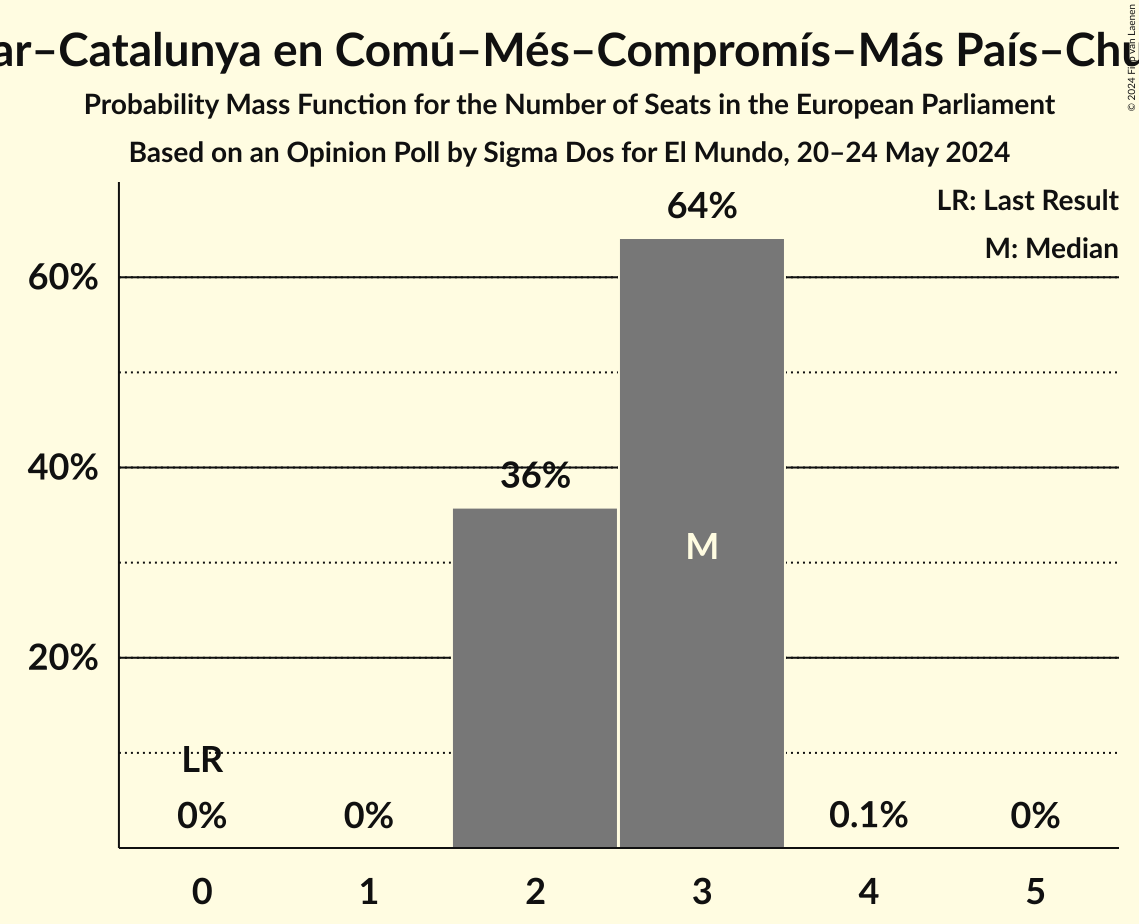 ar–Catalunya en Comú–Més–Compromís–Más País–Chu
Probability Mass Function for the Number of Seats in the European Parliament
Based on an Opinion Poll by Sigma Dos for El Mundo, 20–24 May 2024
© 2024 Filip van Laenen
LR: Last Result
M: Median
64%
60%
40%
36%
M
20%
LR
0%
0%
0.1%
0%
0
1
2
3
4
5